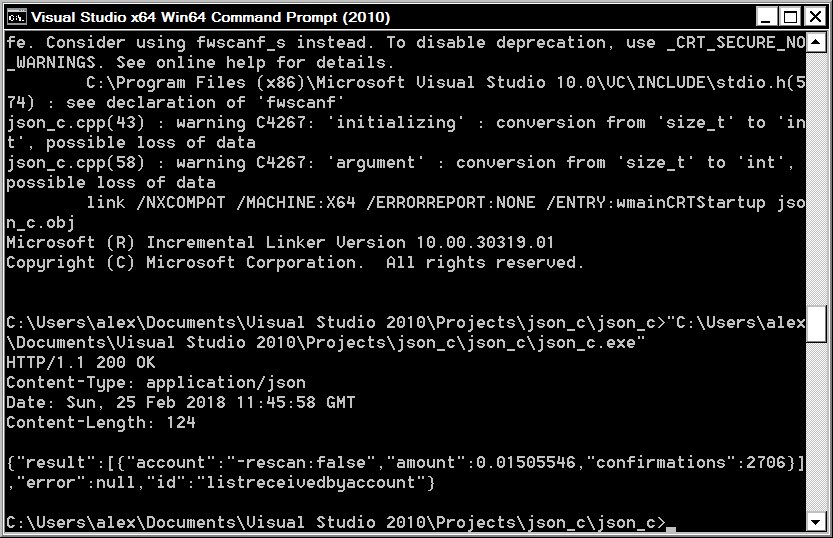 Visual Studio x64 Win64 Command Prompt (2010)
fe. Consider using fwscanf_s instead. To disable deprecation, use _CRT_SECURE_NO
_WARNINGS. See online help for details.
        C:\Program Files (x86)\Microsoft Visual Studio 10.0\VC\INCLUDE\stdio.h(5
74) : see declaration of 'fwscanf'
json_c.cpp(43) : warning C4267: 'initializing' : conversion from 'size_t' to 'in
t', possible loss of data
json_c.cpp(58) : warning C4267: 'argument' : conversion from 'size_t' to 'int',
possible loss of data
        link /NXCOMPAT /MACHINE:X64 /ERRORREPORT:NONE /ENTRY:wmainCRTStartup jso
n_c.obj
Microsoft (R) Incremental Linker Version 10.00.30319.01
Copyright (C) Microsoft Corporation.  All rights reserved.
C:\Users\alex\Documents\Visual Studio 2010\Projects\json_c\json_c>"C:\Users\alex
\Documents\Visual Studio 2010\Projects\json_c\json_c\json_c.exe"
HTTP/1.1 200 OK
Content-Type: application/json
Date: Sun, 25 Feb 2018 11:45:58 GMT
Content-Length: 124
{"result":[{"account":"-rescan:false","amount":0.01505546,"confirmations":2706}]
,"error":null,"id":"listreceivedbyaccount"}
C:\Users\alex\Documents\Visual Studio 2010\Projects\json_c\json_c>_